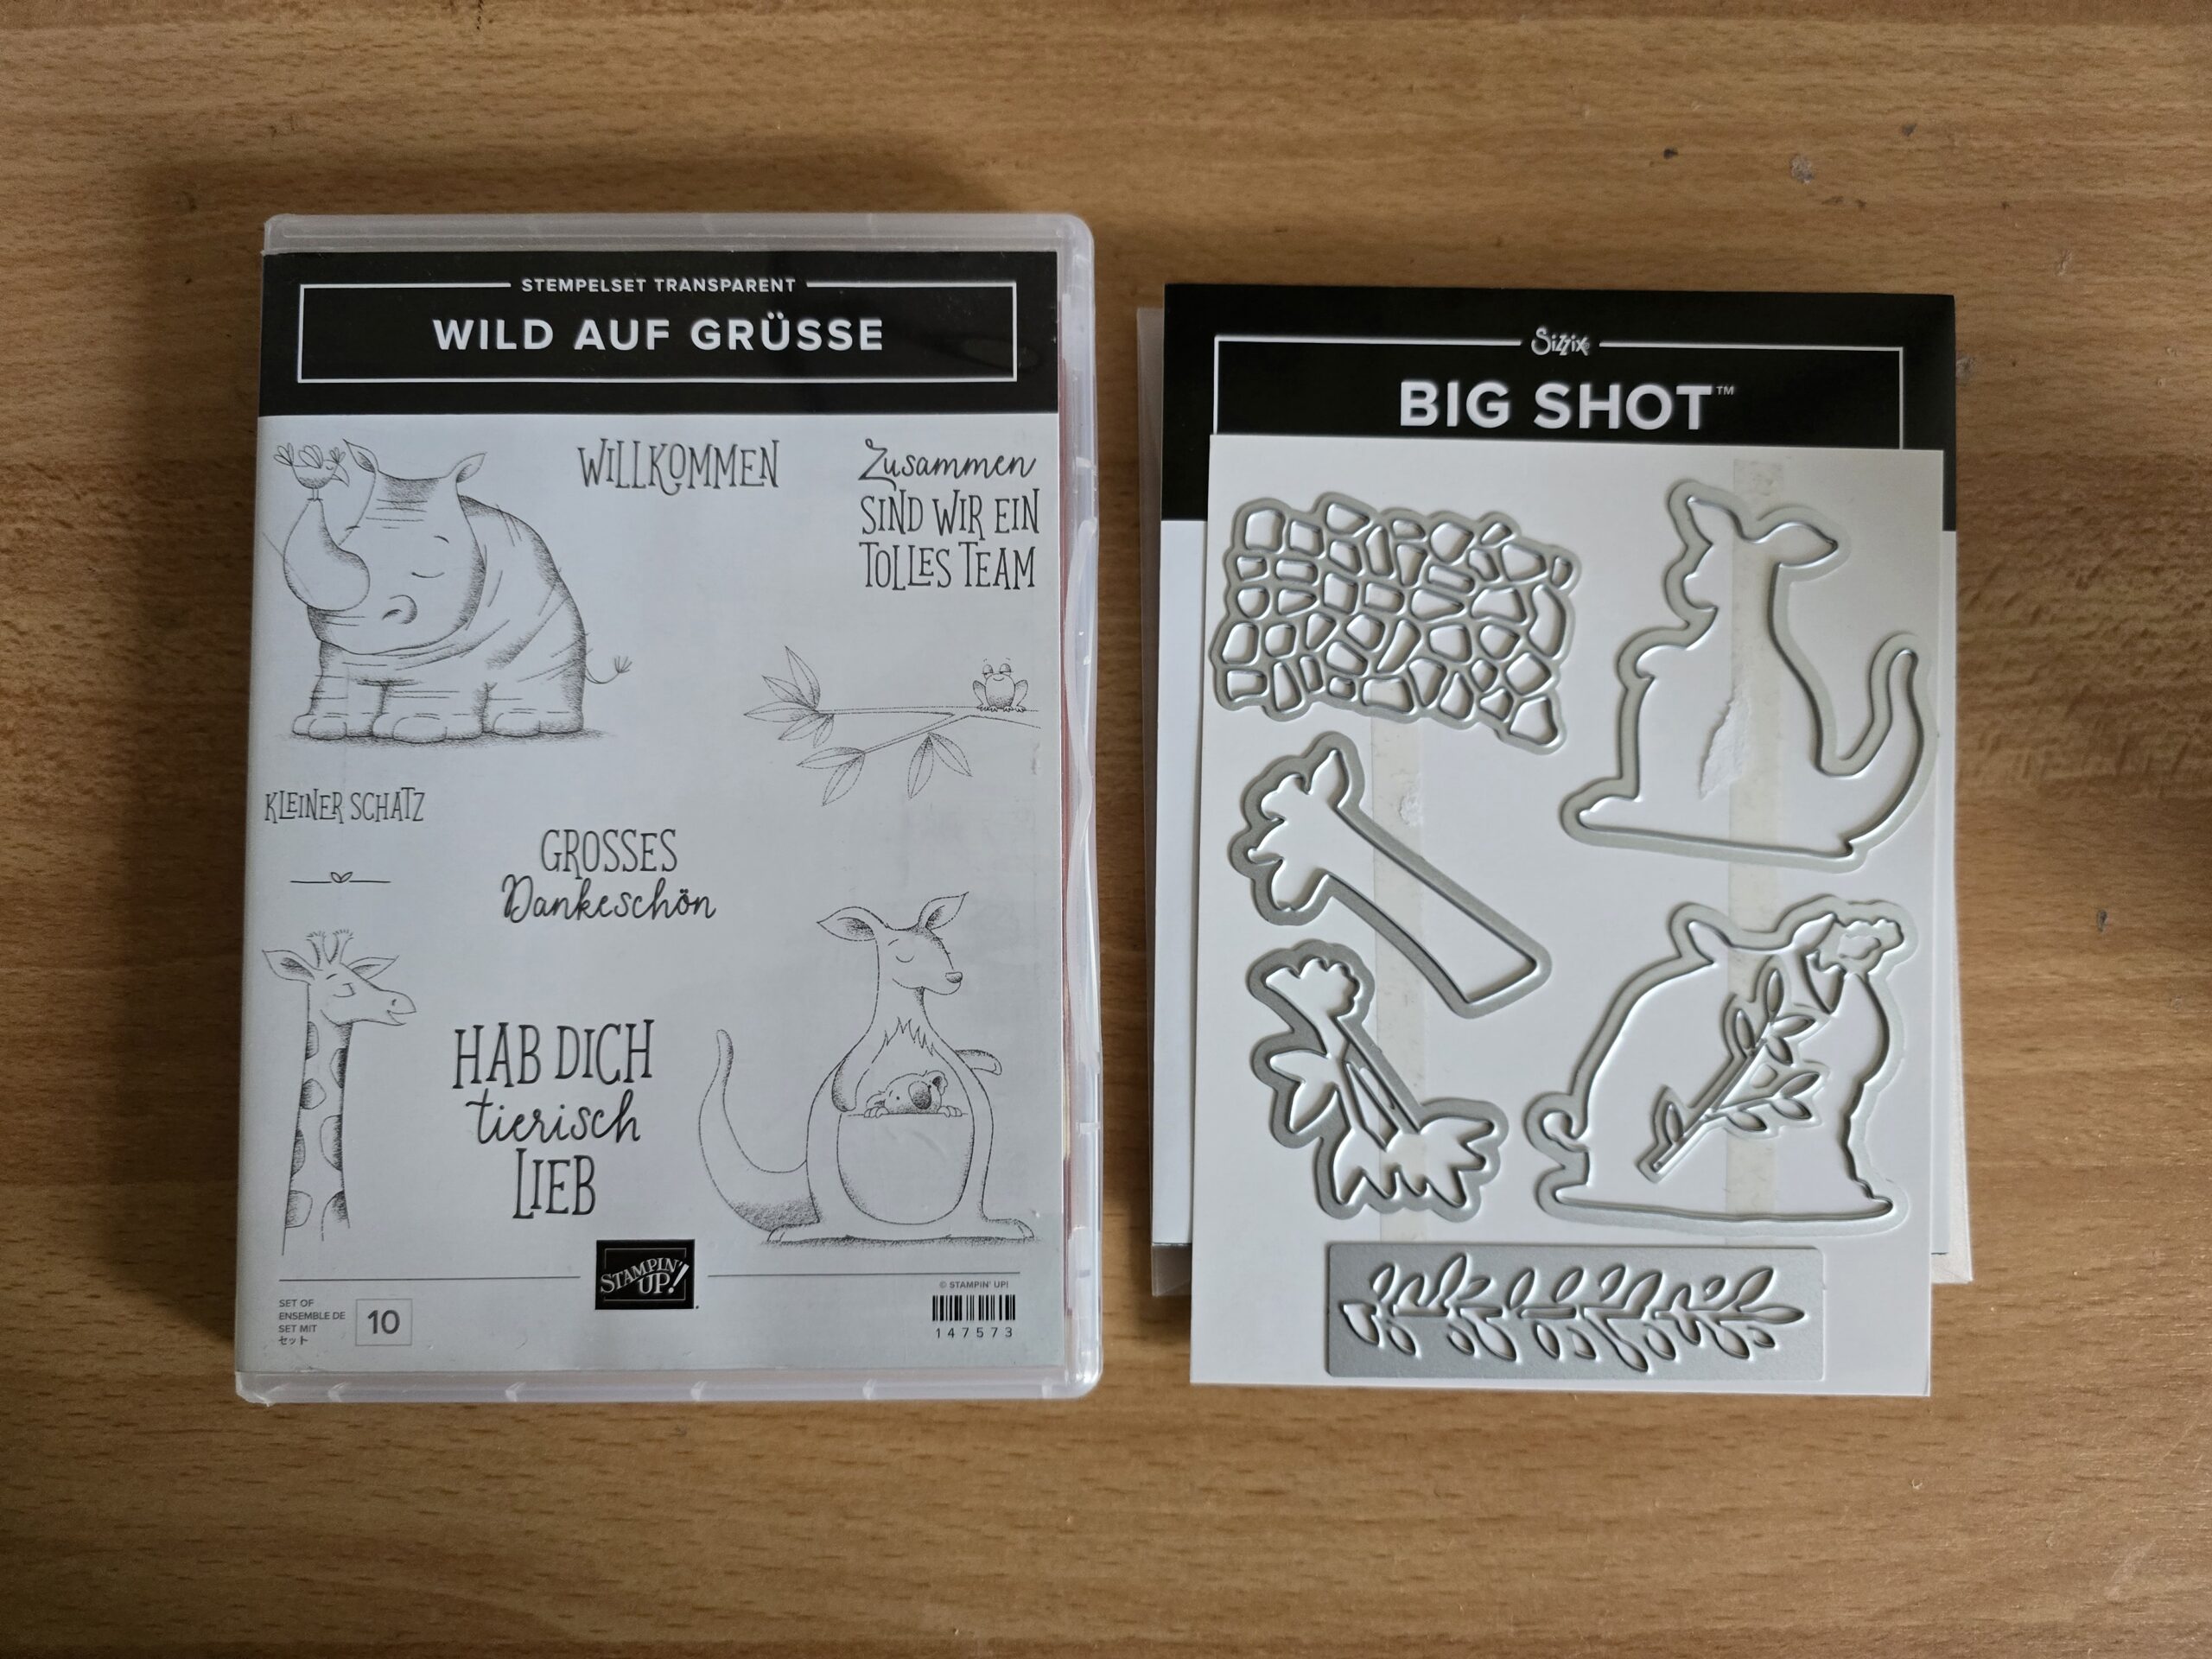 STEMPELSET TRANSPARENT
WILD AUF GRÜSSE
WILLKOMMEN
Zusammen
SIND WIR EIN
TOLLES TEAM
KLEINER SCHATZ
GROSSES
Dankeschön
HAB DICH
tierisch
LIEB
STAMPIN'
UP!
SET OF
ENSEMBLE DE
SET MIT
セット
10
© STAMPIN' UP!
147573
Sizzix
BIG SHOT™